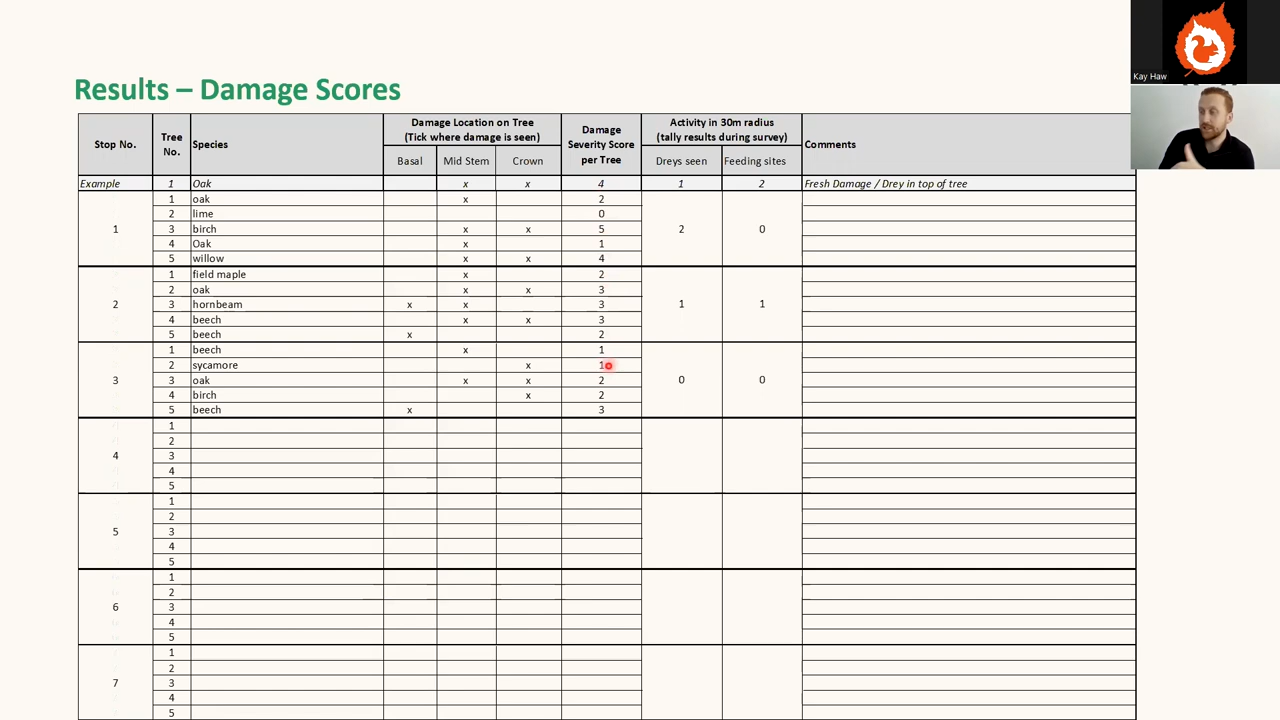 Kay Haw
Results – Damage Scores
Stop No. Tree No. Species Damage Location on Tree (Tick where damage is seen) Damage Severity Score per Tree Activity in 30m radius (tally results during survey) Comments
Basal Mid Stem Crown Dreys seen Feeding sites
Example 1 Oak x x 4 1 2 Fresh Damage / Drey in top of tree
1 oak x 2
2 lime 0
1 3 birch x x 5 2 0
4 Oak x 1
5 willow x x 4
1 field maple x 2
2 oak x x 3
2 3 hornbeam x x 3 1 1
4 beech x x 3
5 beech x 2
1 beech x 1
2 sycamore x 1
3 3 oak x x 2 0 0
4 birch x 2
5 beech x 3
1
2
4 3
4
5
1
2
5 3
4
5
1
2
6 3
4
5
1
2
7 3
4
5